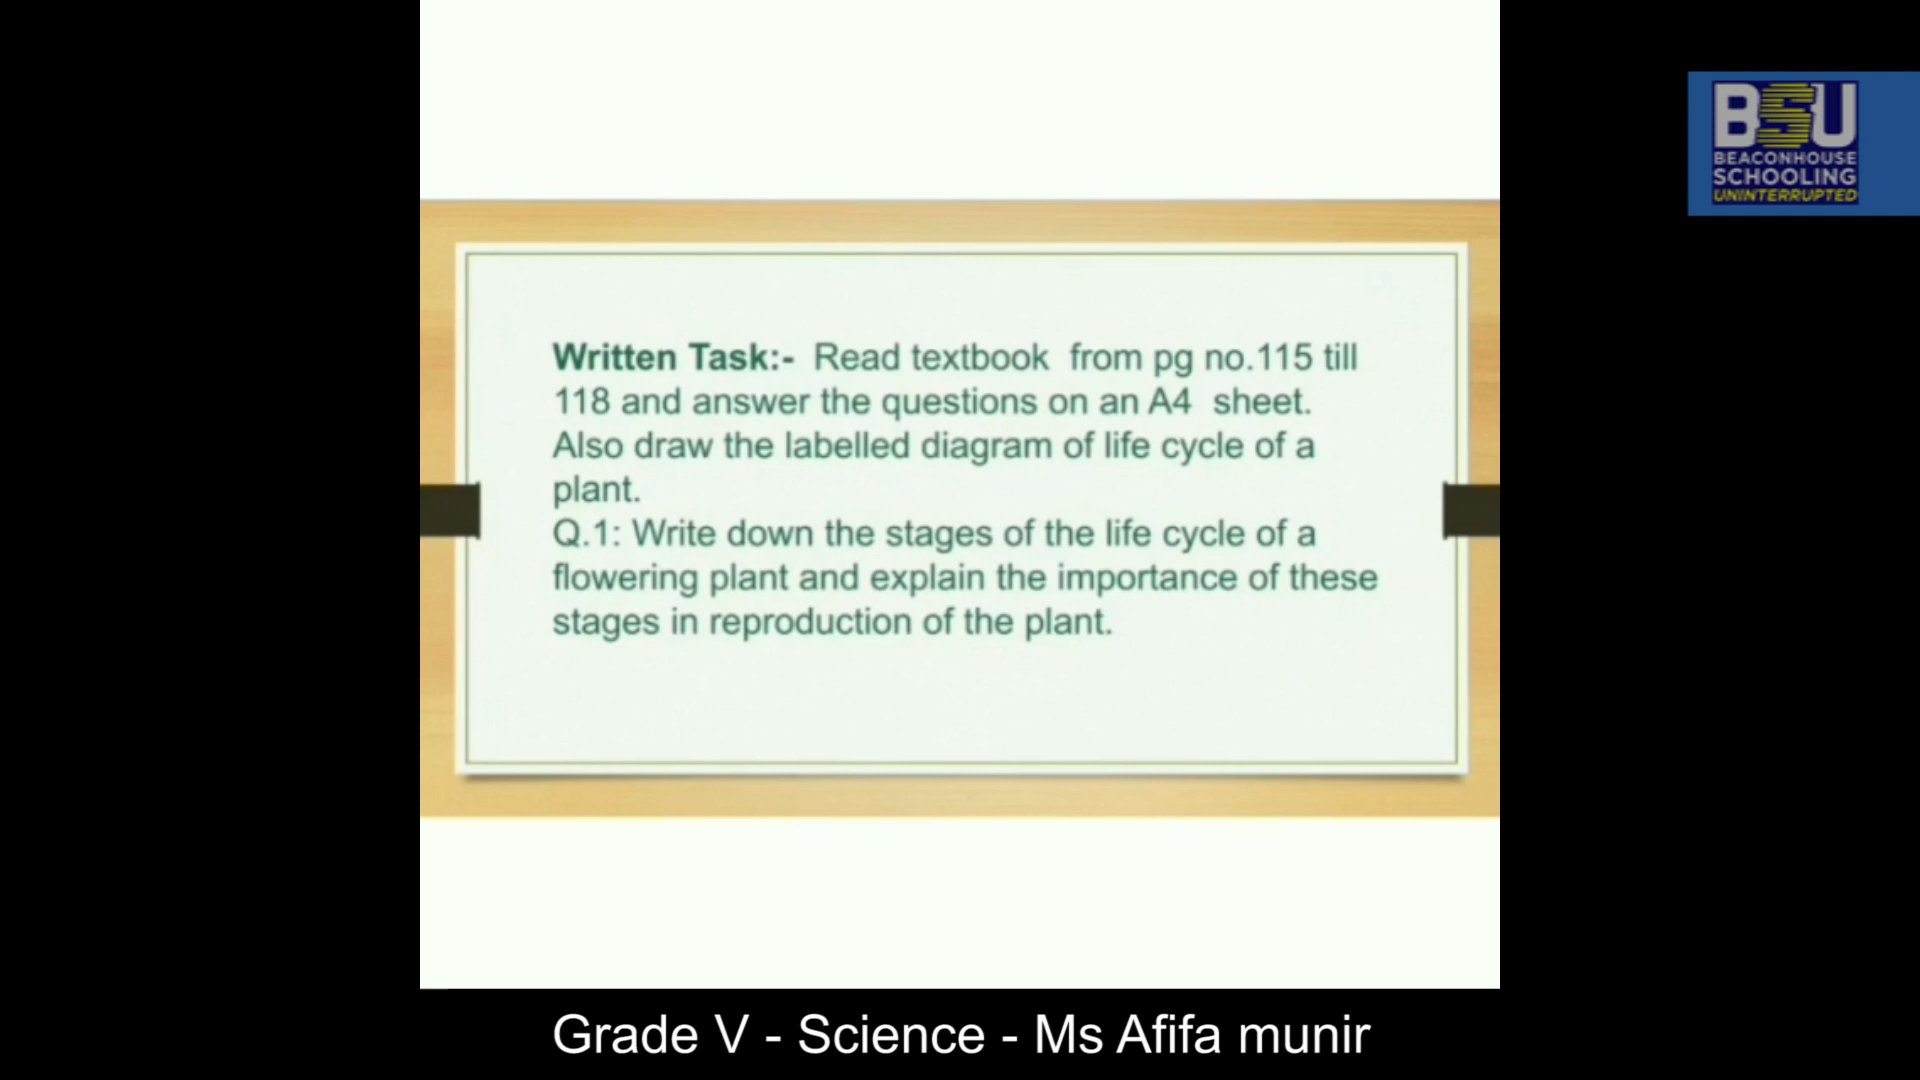 BSU
BEACONHOUSE
SCHOOLING
UNINTERRUPTED
Written Task:- Read textbook from pg no.115 till
118 and answer the questions on an A4 sheet.
Also draw the labelled diagram of life cycle of a
plant.
Q.1: Write down the stages of the life cycle of a
flowering plant and explain the importance of these
stages in reproduction of the plant.
Grade V - Science - Ms Afifa munir